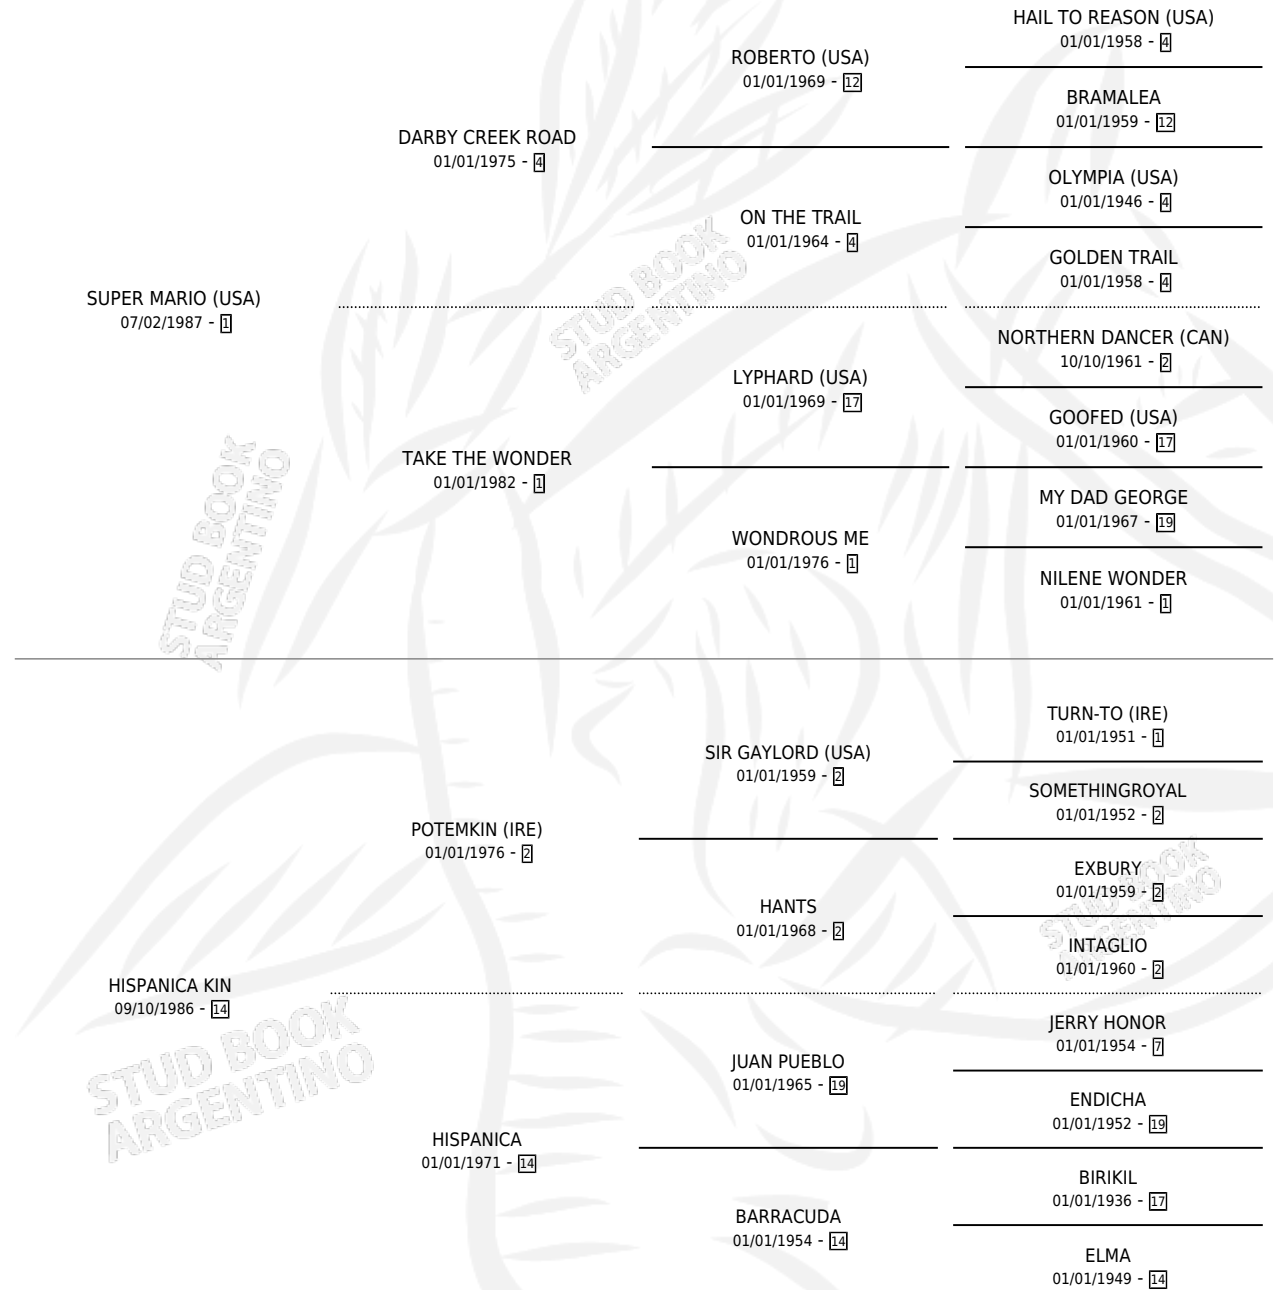 HAIL TO REASON (USA)
01/01/1958 - 4
ROBERTO (USA)
01/01/1969 - 12
BRAMALEA
01/01/1959 - 12
DARBY CREEK ROAD
01/01/1975 - 4
OLYMPIA (USA)
01/01/1946 - 4
ON THE TRAIL
01/01/1964 - 4
GOLDEN TRAIL
01/01/1958 - 4
SUPER MARIO (USA)
07/02/1987 - 1
NORTHERN DANCER (CAN)
10/10/1961 - 2
LYPHARD (USA)
01/01/1969 - 17
GOOFED (USA)
01/01/1960 - 17
TAKE THE WONDER
01/01/1982 - 1
MY DAD GEORGE
01/01/1967 - 19
WONDROUS ME
01/01/1976 - 1
NILENE WONDER
01/01/1961 - 1
TURN-TO (IRE)
01/01/1951 - 1
SIR GAYLORD (USA)
01/01/1959 - 2
SOMETHINGROYAL
01/01/1952 - 2
POTEMKIN (IRE)
01/01/1976 - 2
EXBURY
01/01/1959 - 2
HANTS
01/01/1968 - 2
INTAGLIO
01/01/1960 - 2
HISPANICA KIN
09/10/1986 - 14
JERRY HONOR
01/01/1954 - 7
JUAN PUEBLO
01/01/1965 - 19
ENDICHA
01/01/1952 - 19
HISPANICA
01/01/1971 - 14
BIRIKIL
01/01/1936 - 17
BARRACUDA
01/01/1954 - 14
ELMA
01/01/1949 - 14
STUD BOOK
ARGENTINO
STUD BOOK
ARGENTINO
STUD BOOK
ARGENTINO
STUD BOOK
ARGENTINO